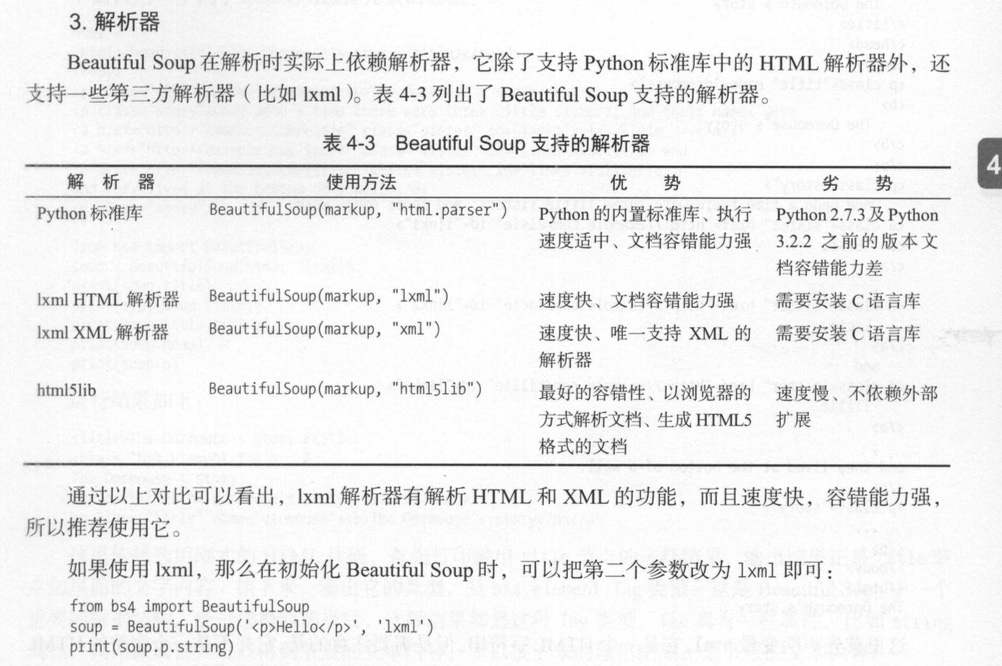 3. 解析器
Beautiful Soup 在解析时实际上依赖解析器，它除了支持 Python 标准库中的 HTML 解析器外，还
支持一些第三方解析器（比如 lxml）。表 4-3 列出了 Beautiful Soup 支持的解析器。
表 4-3 Beautiful Soup 支持的解析器
4
解 析 器 使用方法 优 势 劣 势
Python 标准库 BeautifulSoup(markup, "html.parser") Python 的内置标准库、执行 Python 2.7.3 及 Python
速度适中、文档容错能力强 3.2.2 之前的版本文
档容错能力差
lxml HTML 解析器 BeautifulSoup(markup, "lxml") 速度快、文档容错能力强 需要安装 C 语言库
lxml XML 解析器 BeautifulSoup(markup, "xml") 速度快、唯一支持 XML 的 需要安装 C 语言库
解析器
html5lib BeautifulSoup(markup, "html5lib") 最好的容错性、以浏览器的 速度慢、不依赖外部
方式解析文档、生成 HTML5 扩展
格式的文档
通过以上对比可以看出，lxml 解析器有解析 HTML 和 XML 的功能，而且速度快，容错能力强，
所以推荐使用它。
如果使用 lxml，那么在初始化 Beautiful Soup 时，可以把第二个参数改为 lxml 即可：
from bs4 import BeautifulSoup
soup = BeautifulSoup('<p>Hello</p>', 'lxml')
print(soup.p.string)